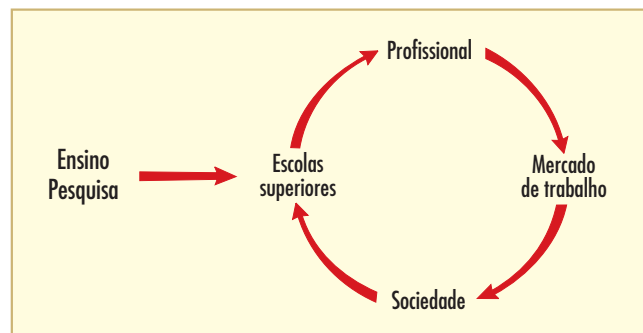 Profissional
Ensino
Pesquisa
Escolas
superiores
Mercado
de trabalho
Sociedade